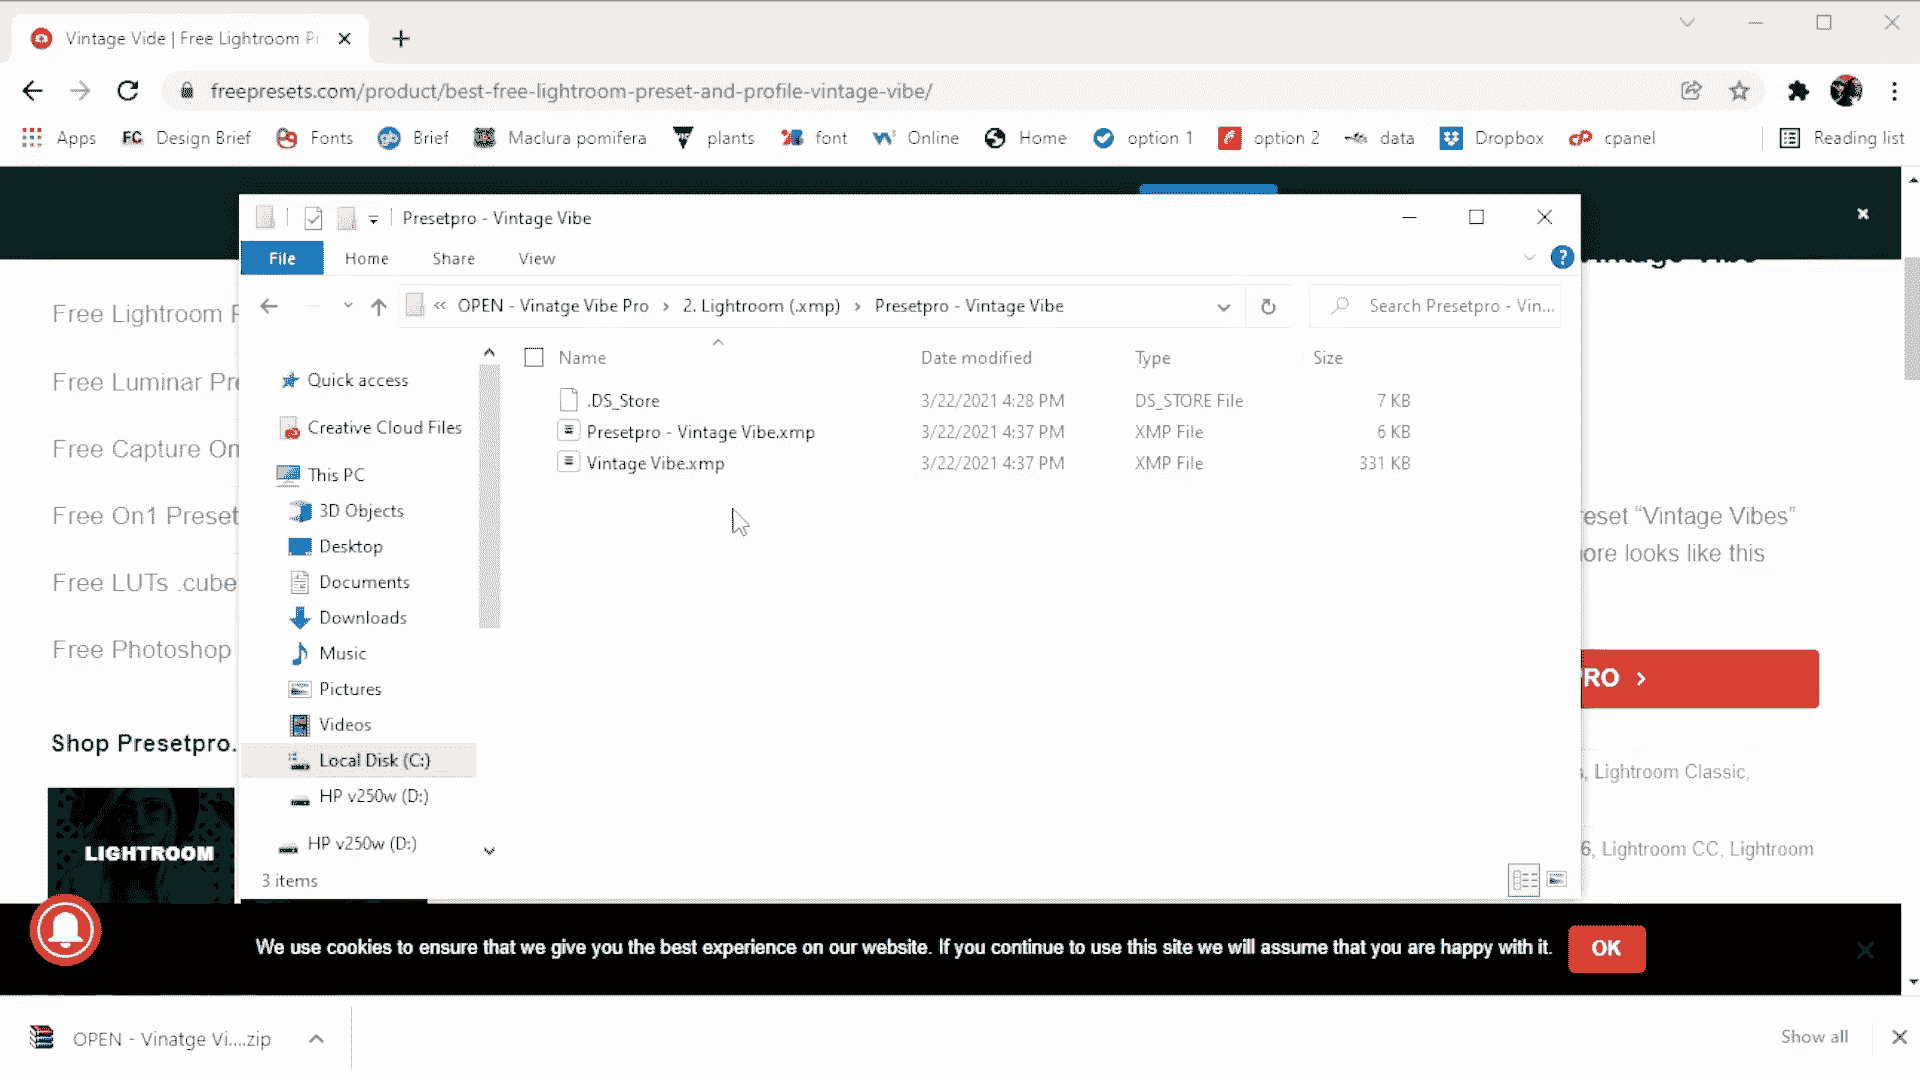 Vintage Vide | Free Lightroom Pr
freepresets.com/product/best-free-lightroom-preset-and-profile-vintage-vibe/
Apps FC Design Brief Fonts Brief Maclura pomifera plants font Online Home option 1 option 2 data Dropbox cpanel Reading list
Presetpro - Vintage Vibe
File Home Share View
OPEN - Vinatge Vibe Pro › 2. Lightroom (.xmp) › Presetpro - Vintage Vibe
Search Presetpro - Vin...
Name Date modified Type Size
.DS_Store 3/22/2021 4:28 PM DS_STORE File 7 KB
Presetpro - Vintage Vibe.xmp 3/22/2021 4:37 PM XMP File 6 KB
Vintage Vibe.xmp 3/22/2021 4:37 PM XMP File 331 KB
Quick access
Creative Cloud Files
This PC
3D Objects
Desktop
Documents
Downloads
Music
Pictures
Videos
Local Disk (C:)
HP v250w (D:)
HP v250w (D:)
3 items
Free Lightroom P
Free Luminar Pre
Free Capture On
Free On1 Preset
Free LUTs .cube
Free Photoshop
Shop Presetpro.
LIGHTROOM
eset “Vintage Vibes”
ore looks like this
PRO ›
s, Lightroom Classic,
6, Lightroom CC, Lightroom
We use cookies to ensure that we give you the best experience on our website. If you continue to use this site we will assume that you are happy with it. OK
OPEN - Vinatge Vi....zip
Show all